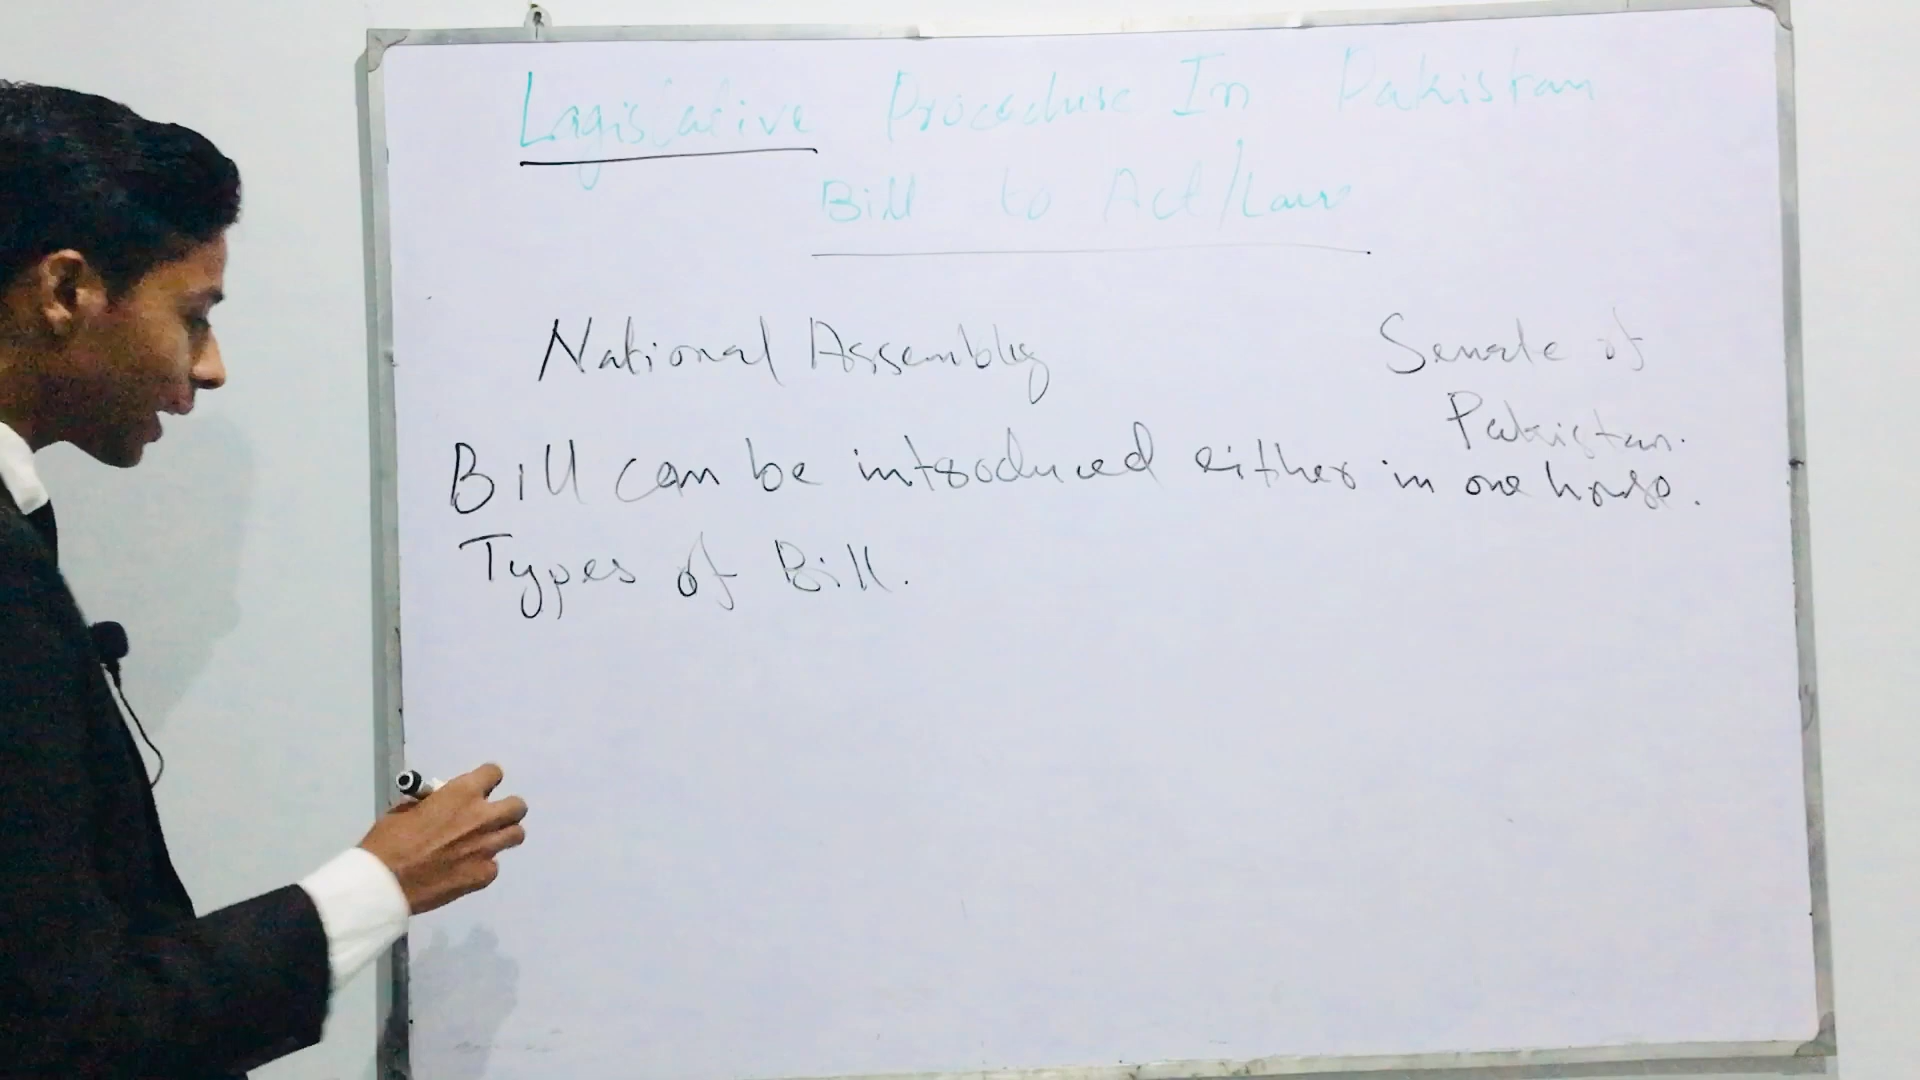 Lagislative Procedure In Pakistan
Bill to Act/Law
National Assembly
Senate of
Pakistan.
Bill can be introduced either in one house.
Types of Bill.